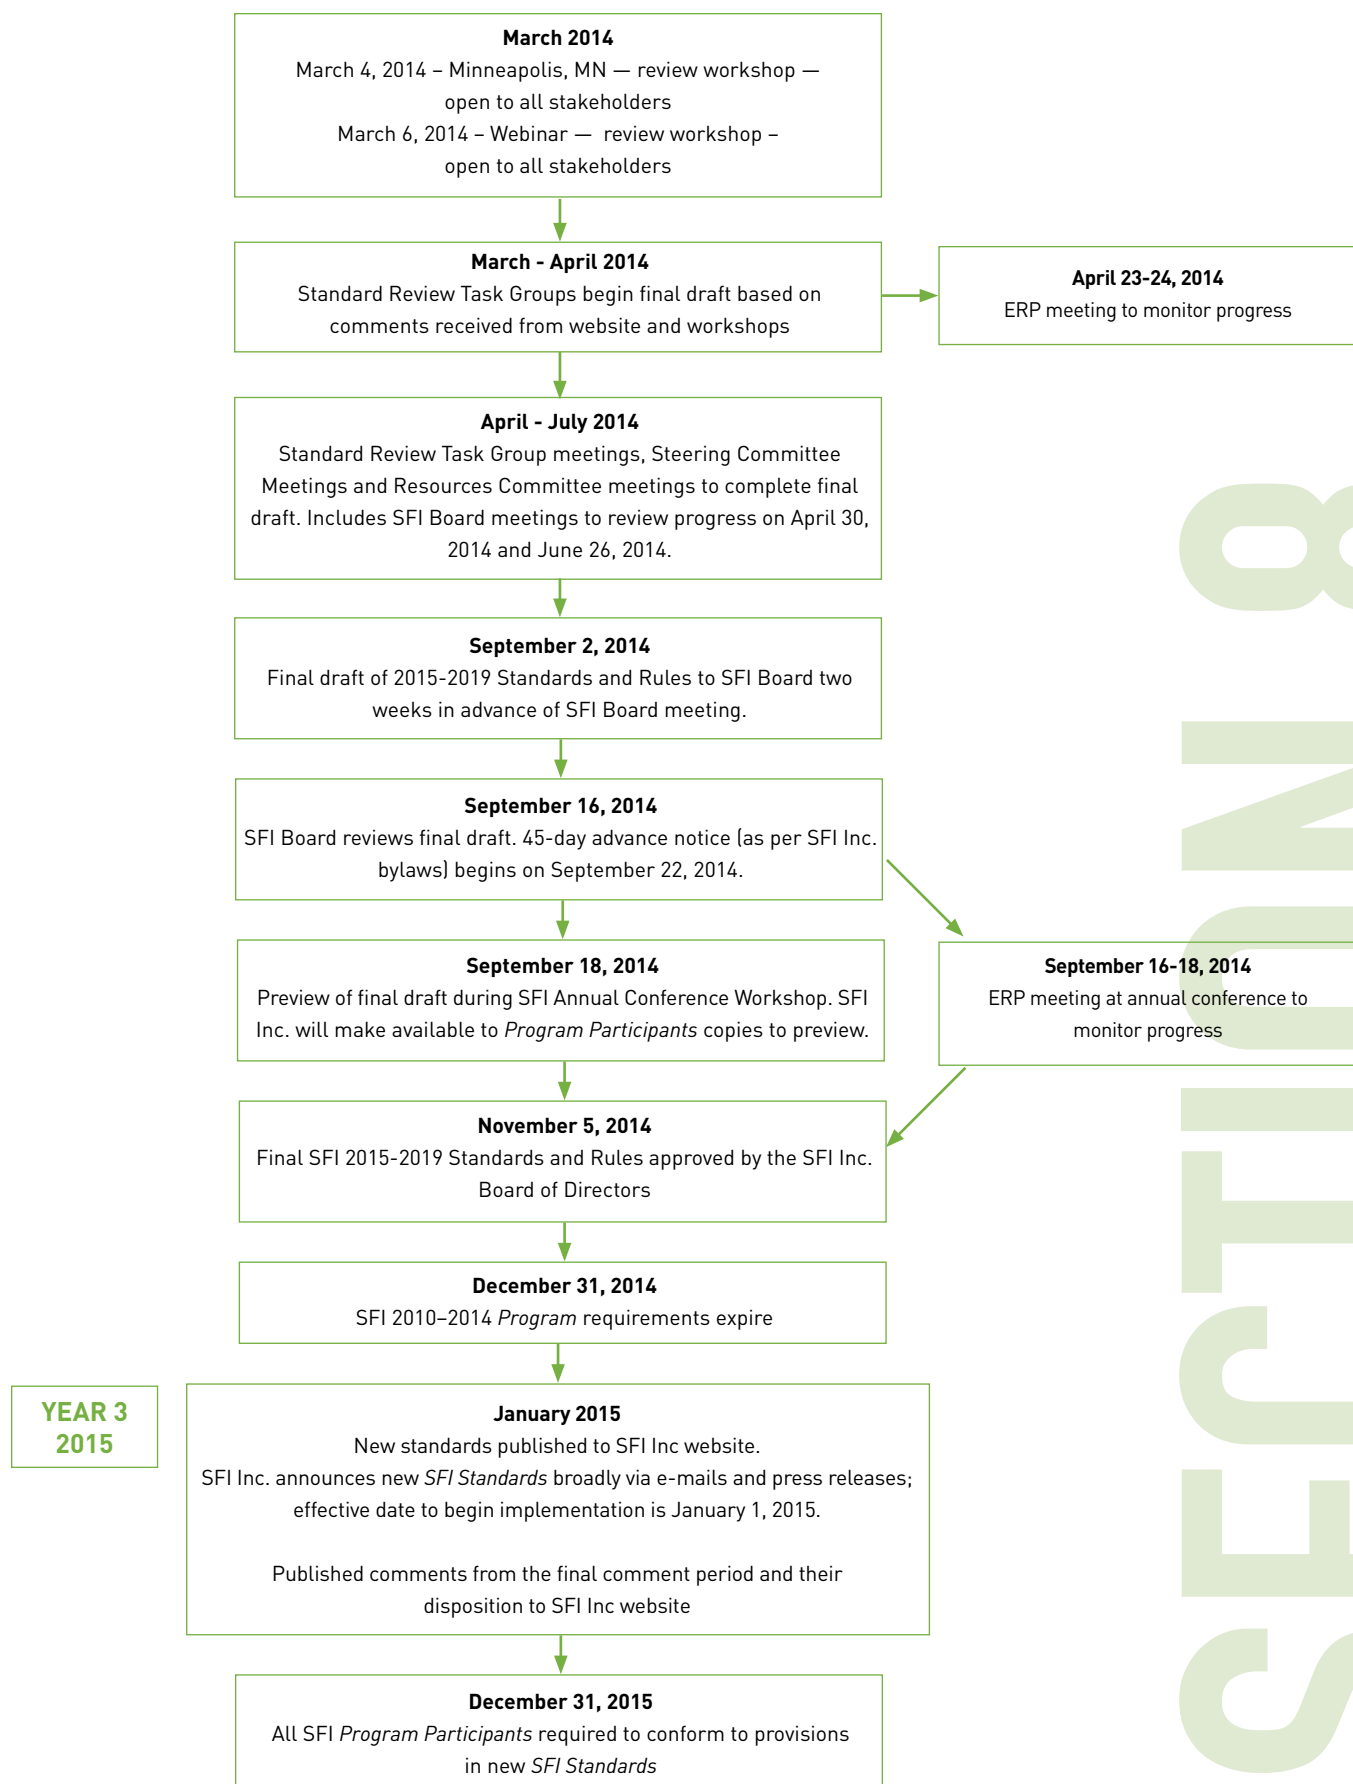 March 2014
March 4, 2014 – Minneapolis, MN — review workshop —
open to all stakeholders
March 6, 2014 – Webinar — review workshop –
open to all stakeholders
March - April 2014
Standard Review Task Groups begin final draft based on
comments received from website and workshops
April 23-24, 2014
ERP meeting to monitor progress
April - July 2014
Standard Review Task Group meetings, Steering Committee
Meetings and Resources Committee meetings to complete final
draft. Includes SFI Board meetings to review progress on April 30,
2014 and June 26, 2014.
September 2, 2014
Final draft of 2015-2019 Standards and Rules to SFI Board two
weeks in advance of SFI Board meeting.
September 16, 2014
SFI Board reviews final draft. 45-day advance notice (as per SFI Inc.
bylaws) begins on September 22, 2014.
September 18, 2014
Preview of final draft during SFI Annual Conference Workshop. SFI
Inc. will make available to Program Participants copies to preview.
September 16-18, 2014
ERP meeting at annual conference to
monitor progress
November 5, 2014
Final SFI 2015-2019 Standards and Rules approved by the SFI Inc.
Board of Directors
December 31, 2014
SFI 2010–2014 Program requirements expire
YEAR 3
2015
January 2015
New standards published to SFI Inc website.
SFI Inc. announces new SFI Standards broadly via e-mails and press releases;
effective date to begin implementation is January 1, 2015.
Published comments from the final comment period and their
disposition to SFI Inc website
December 31, 2015
All SFI Program Participants required to conform to provisions
in new SFI Standards
SECTION 8